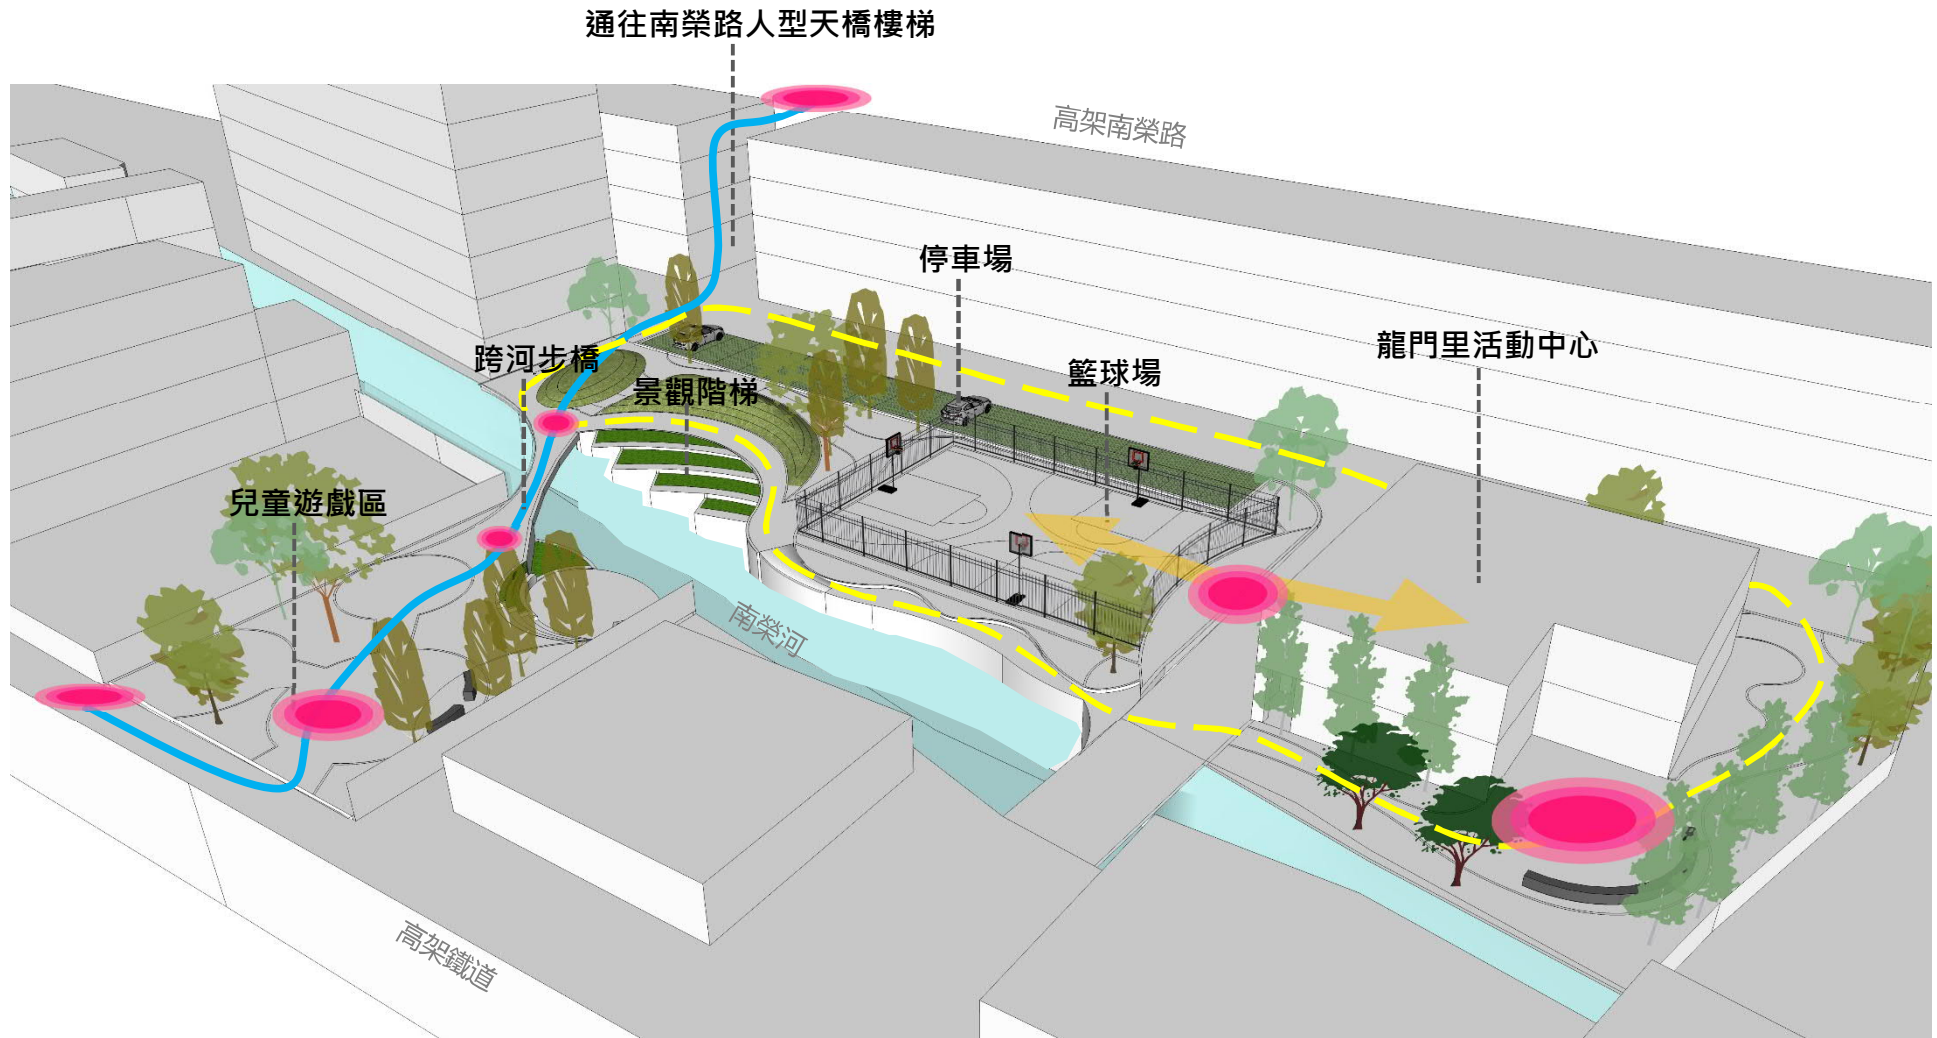 通往南榮路人型天橋樓梯
高架南榮路
停車場
龍門里活動中心
跨河步橋
籃球場
景觀階梯
兒童遊戲區
南榮河
高架鐵道